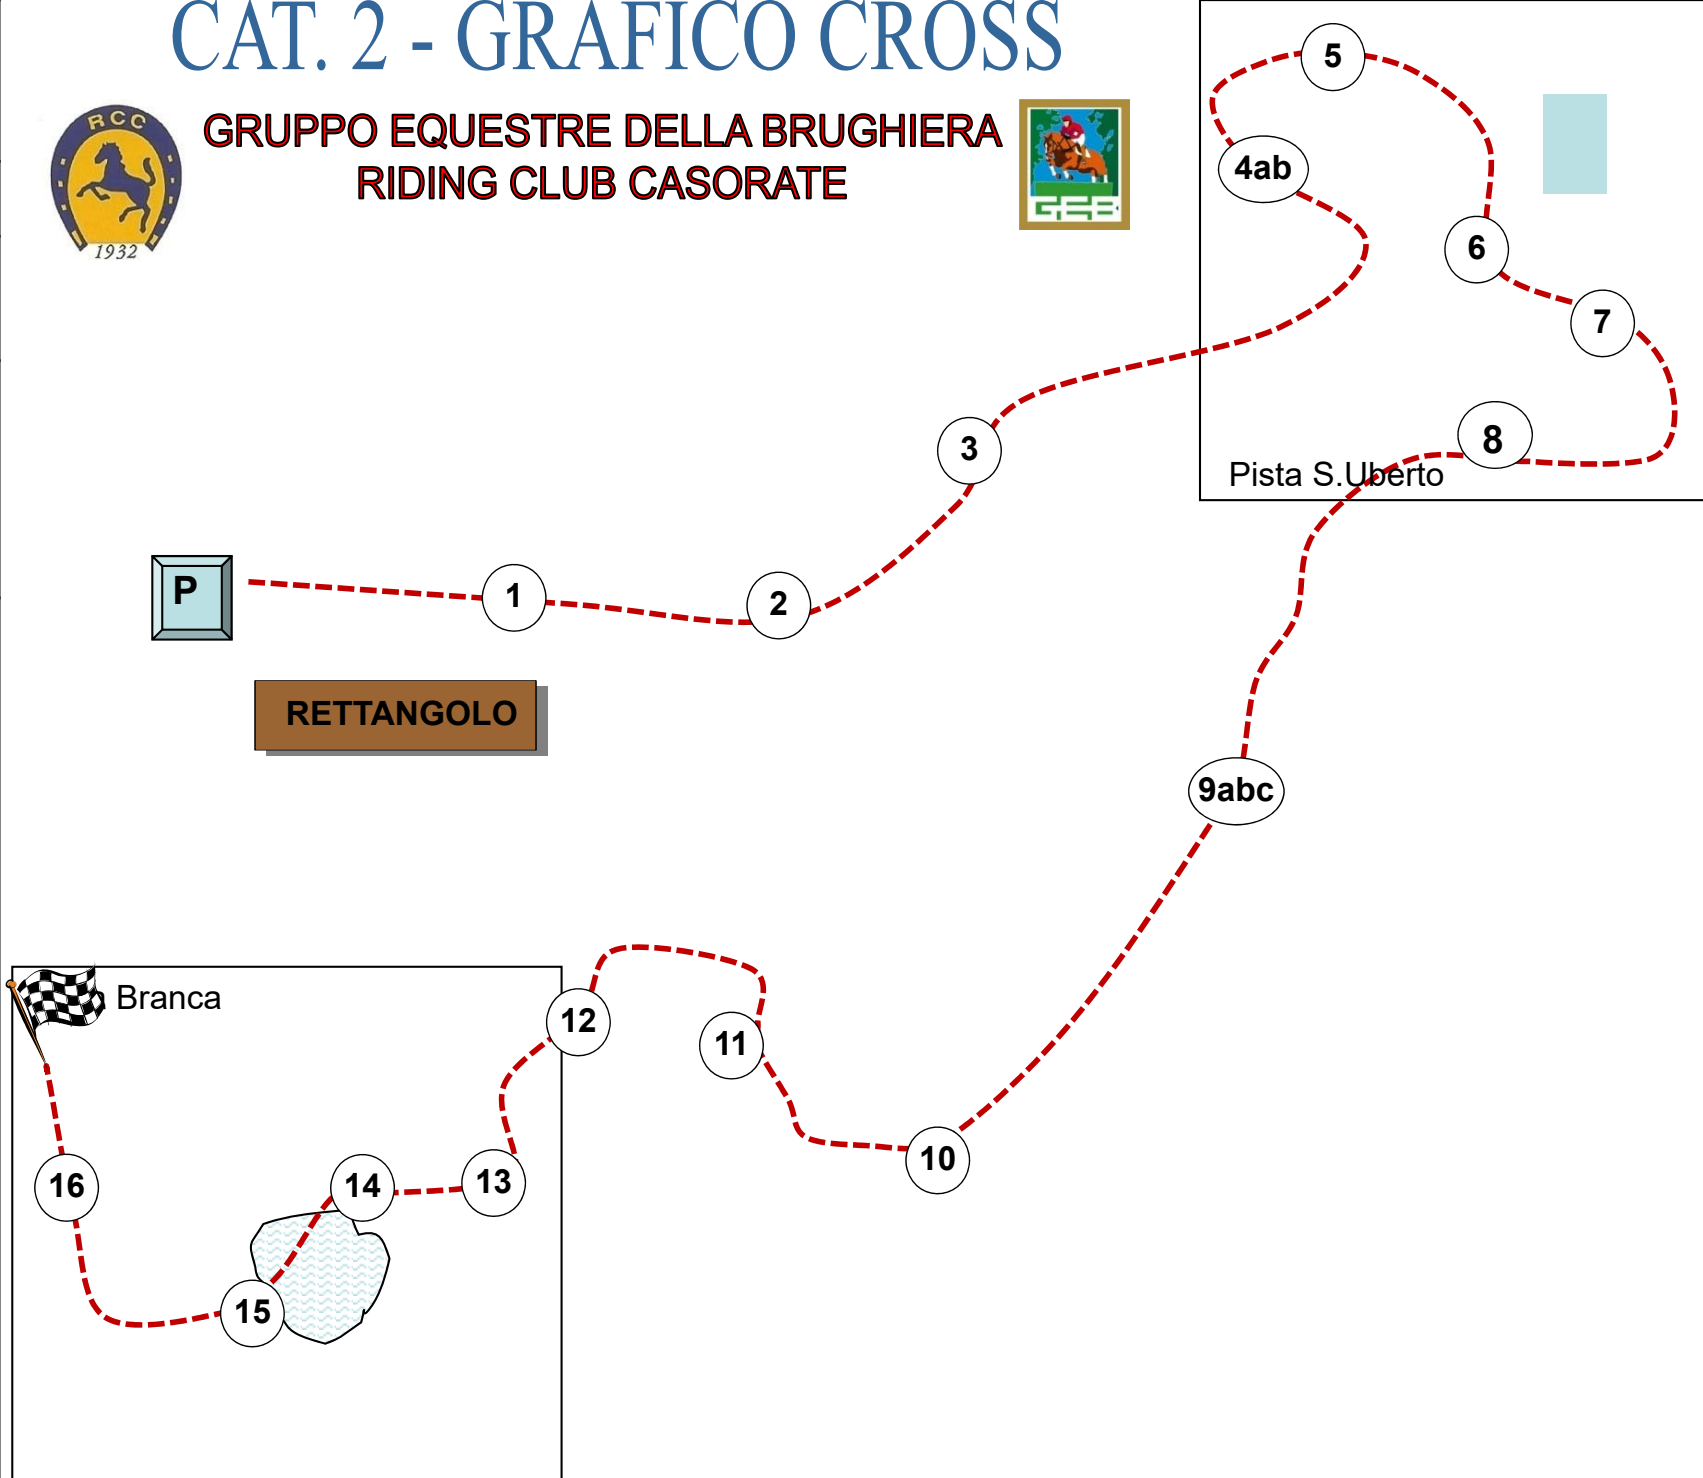 CAT. 2 - GRAFICO CROSS
RCC
1932
GRUPPO EQUESTRE DELLA BRUGHIERA
RIDING CLUB CASORATE
GEB
5
4ab
6
7
3
8
Pista S.Uberto
P
1
2
RETTANGOLO
9abc
Branca
12
11
10
16
14
13
15